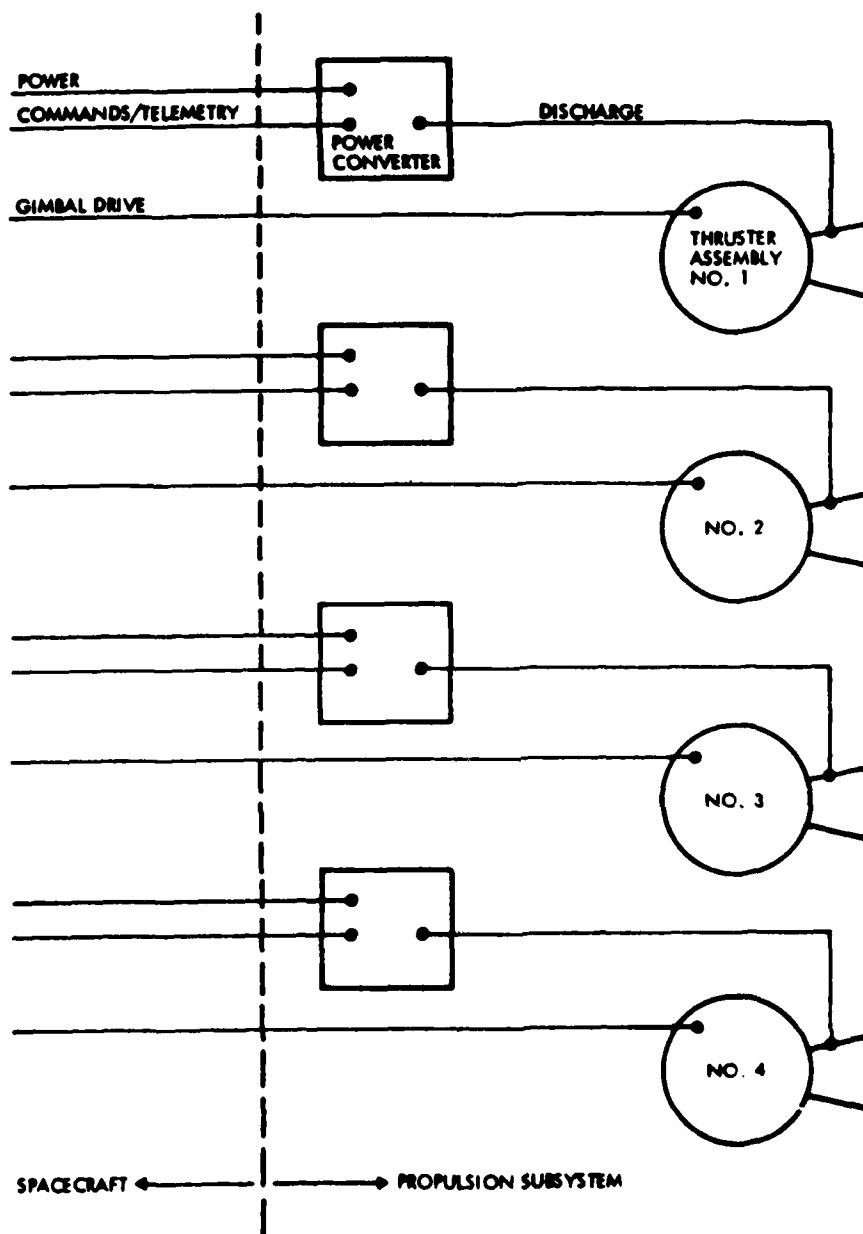 POWER
COMMANDS/TELEMETRY
POWER
CONVERTER
DISCHARGE
GIMBAL DRIVE
THRUSTER
ASSEMBLY
NO. 1
NO. 2
NO. 3
NO. 4
SPACECRAFT
PROPULSION SUBSYSTEM